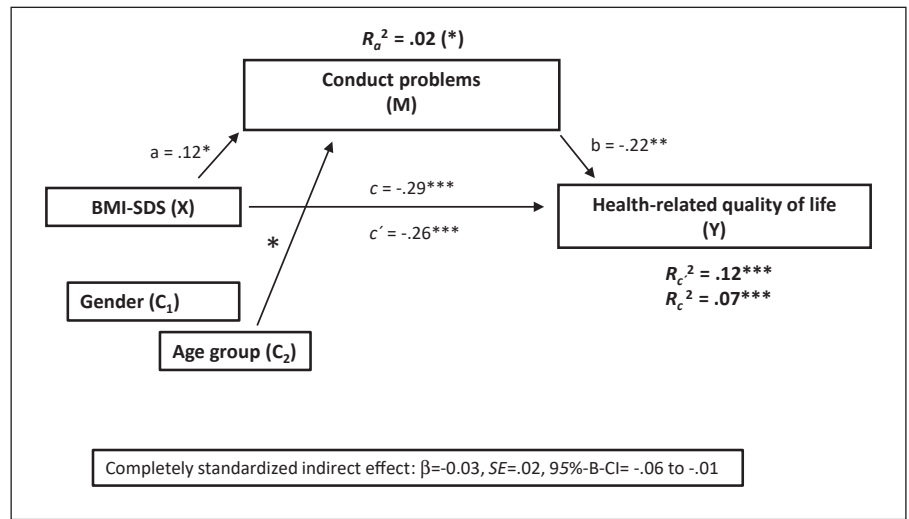 Rₐ² = .02 (*)
Conduct problems
(M)
a = .12*
b = -.22**
BMI-SDS (X)
c = -.29***
Health-related quality of life
(Y)
c´ = -.26***
*
R_c´² = .12***
R_c² = .07***
Gender (C₁)
Age group (C₂)
Completely standardized indirect effect: β=-0.03, SE=.02, 95%-B-CI= -.06 to -.01